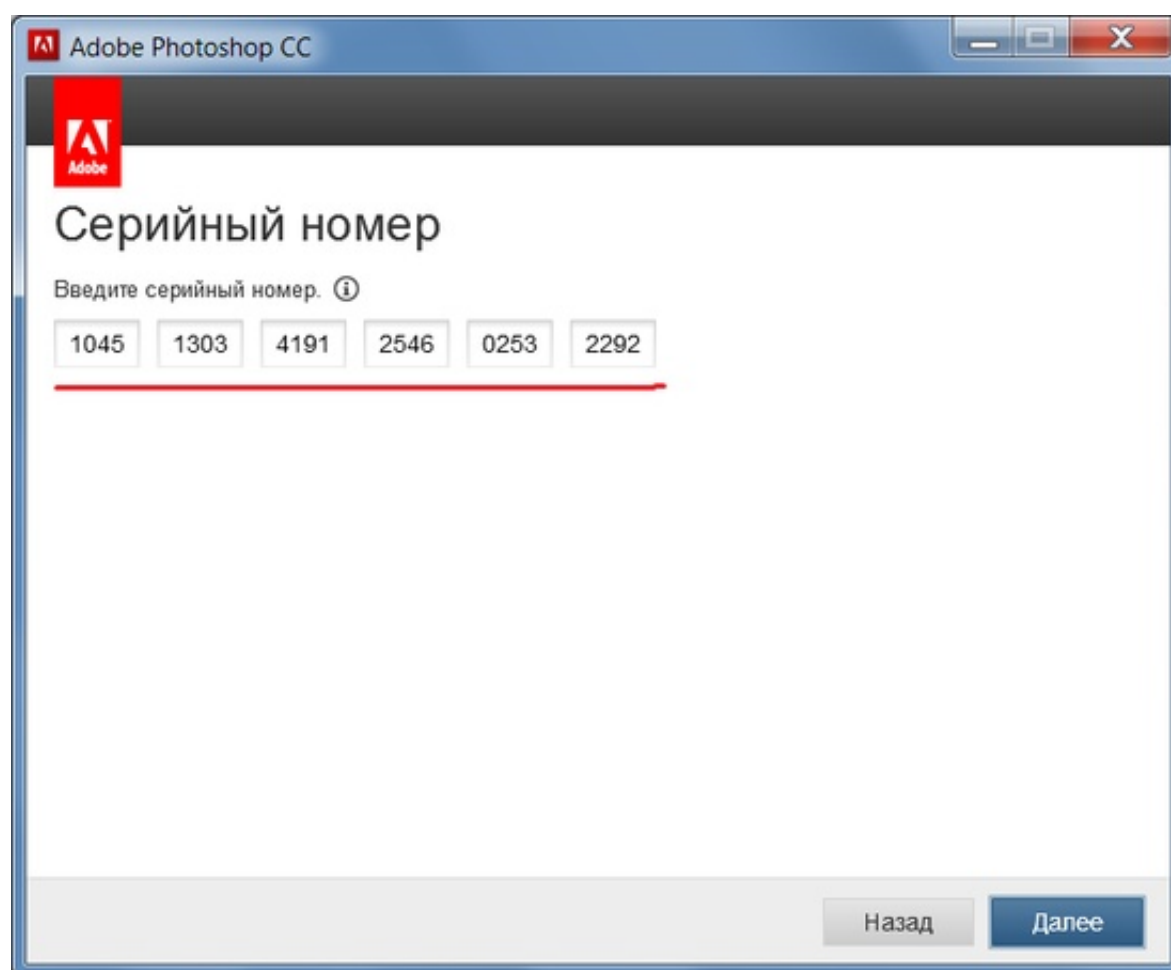 Adobe Photoshop CC
Adobe
Серийный номер
Введите серийный номер.
1045 1303 4191 2546 0253 2292
Назад Далее